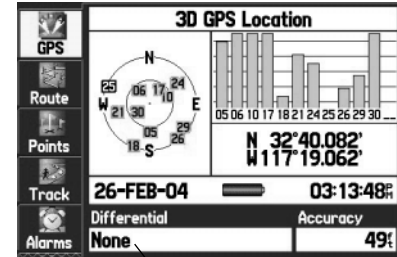 3D GPS Location
GPS
Route
Points
Track
Alarms
N
W
E
S
25
06
17
10
24
21
30
05
29
26
18
05 06 10 17 18 21 24 25 26 29 30 __
N 32°40.082'
W117°19.062'
26-FEB-04
03:13:48
Differential
Accuracy
None
49